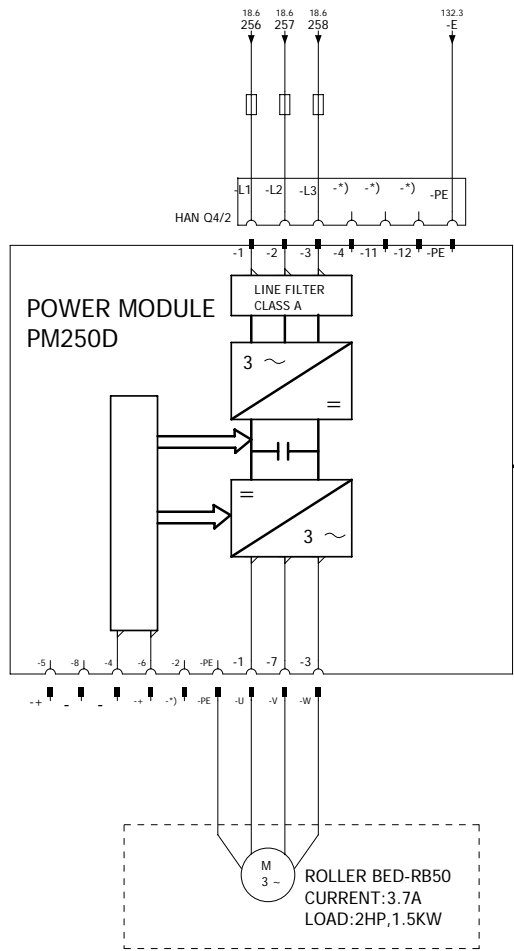 18.6 18.6 18.6 132.3
256 257 258 -E
-L1 -L2 -L3 -*) -*) -*) -PE
HAN Q4/2
-1 -2 -3 -4 -11 -12 -PE
LINE FILTER
CLASS A
POWER MODULE
PM250D
3 ~
=
=
3 ~
-5 -8 -4 -6 -2 -PE -1 -7 -3
-+ - - -+ -*) -PE -U -V -W
M
3 ~
ROLLER BED-RB50
CURRENT:3.7A
LOAD:2HP,1.5KW